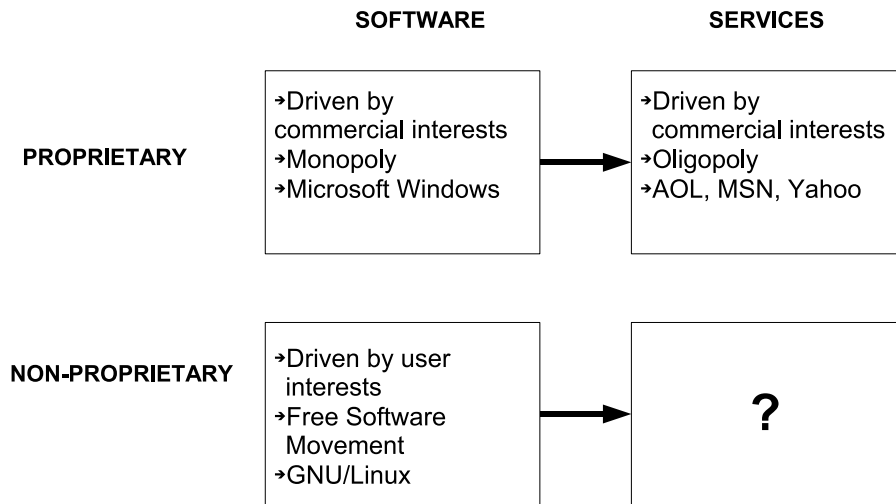 SOFTWARE
SERVICES
PROPRIETARY
➔Driven by
commercial interests
➔Monopoly
➔Microsoft Windows
➔Driven by
commercial interests
➔Oligopoly
➔AOL, MSN, Yahoo
NON-PROPRIETARY
➔Driven by user
interests
➔Free Software
Movement
➔GNU/Linux
?